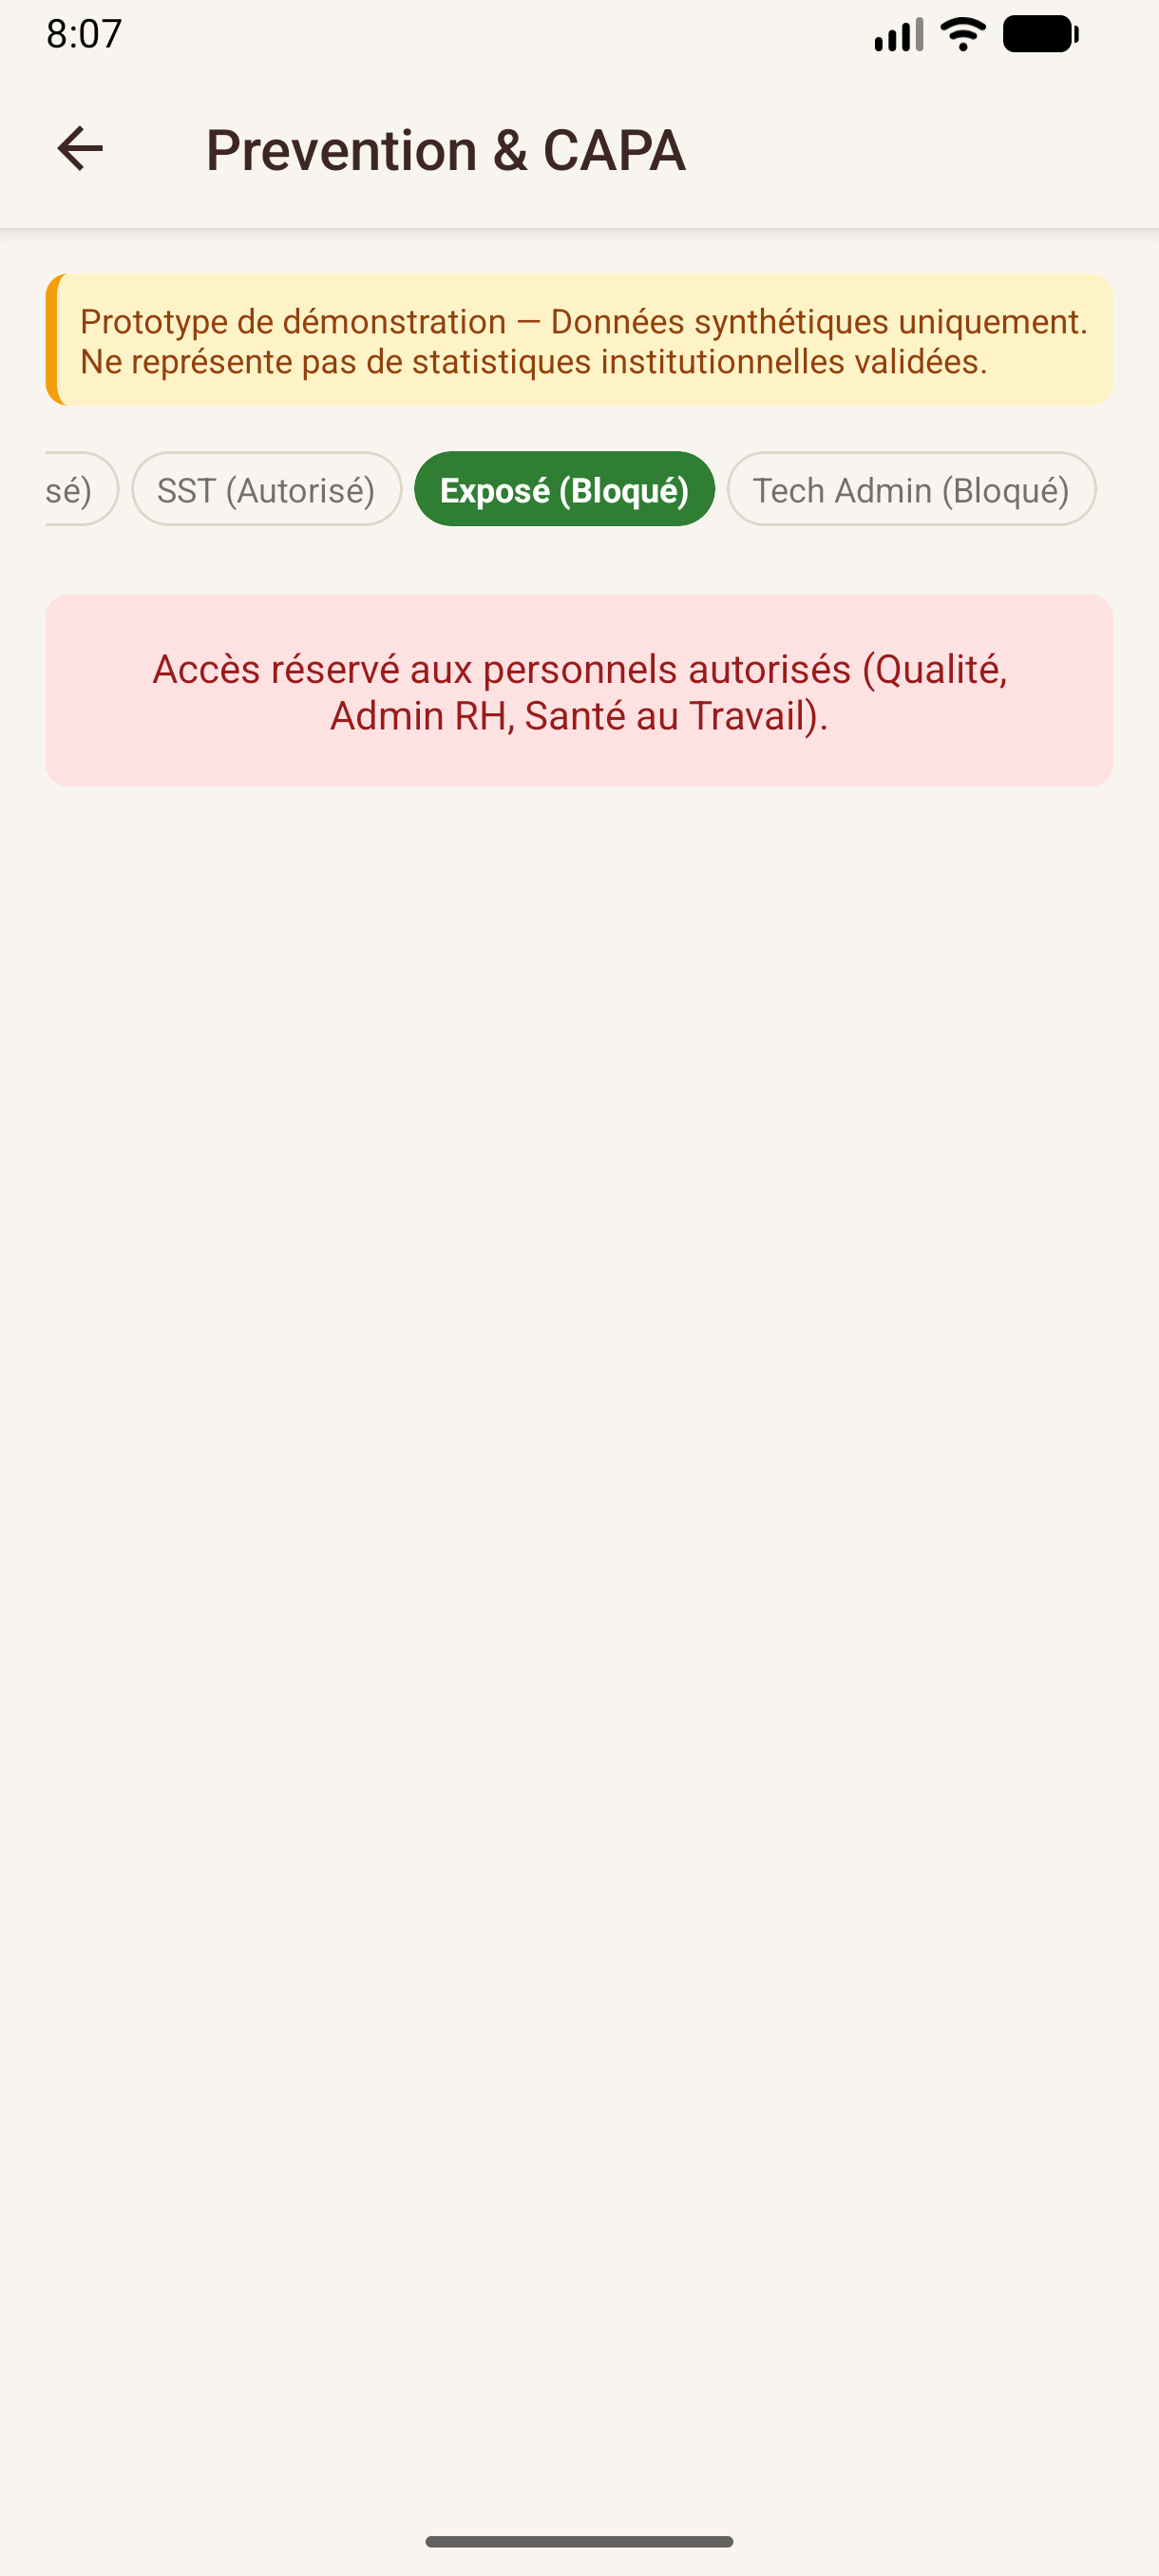 8:07
Prevention & CAPA
Prototype de démonstration — Données synthétiques uniquement.
Ne représente pas de statistiques institutionnelles validées.
sé)
SST (Autorisé)
Exposé (Bloqué)
Tech Admin (Bloqué)
Accès réservé aux personnels autorisés (Qualité,
Admin RH, Santé au Travail).